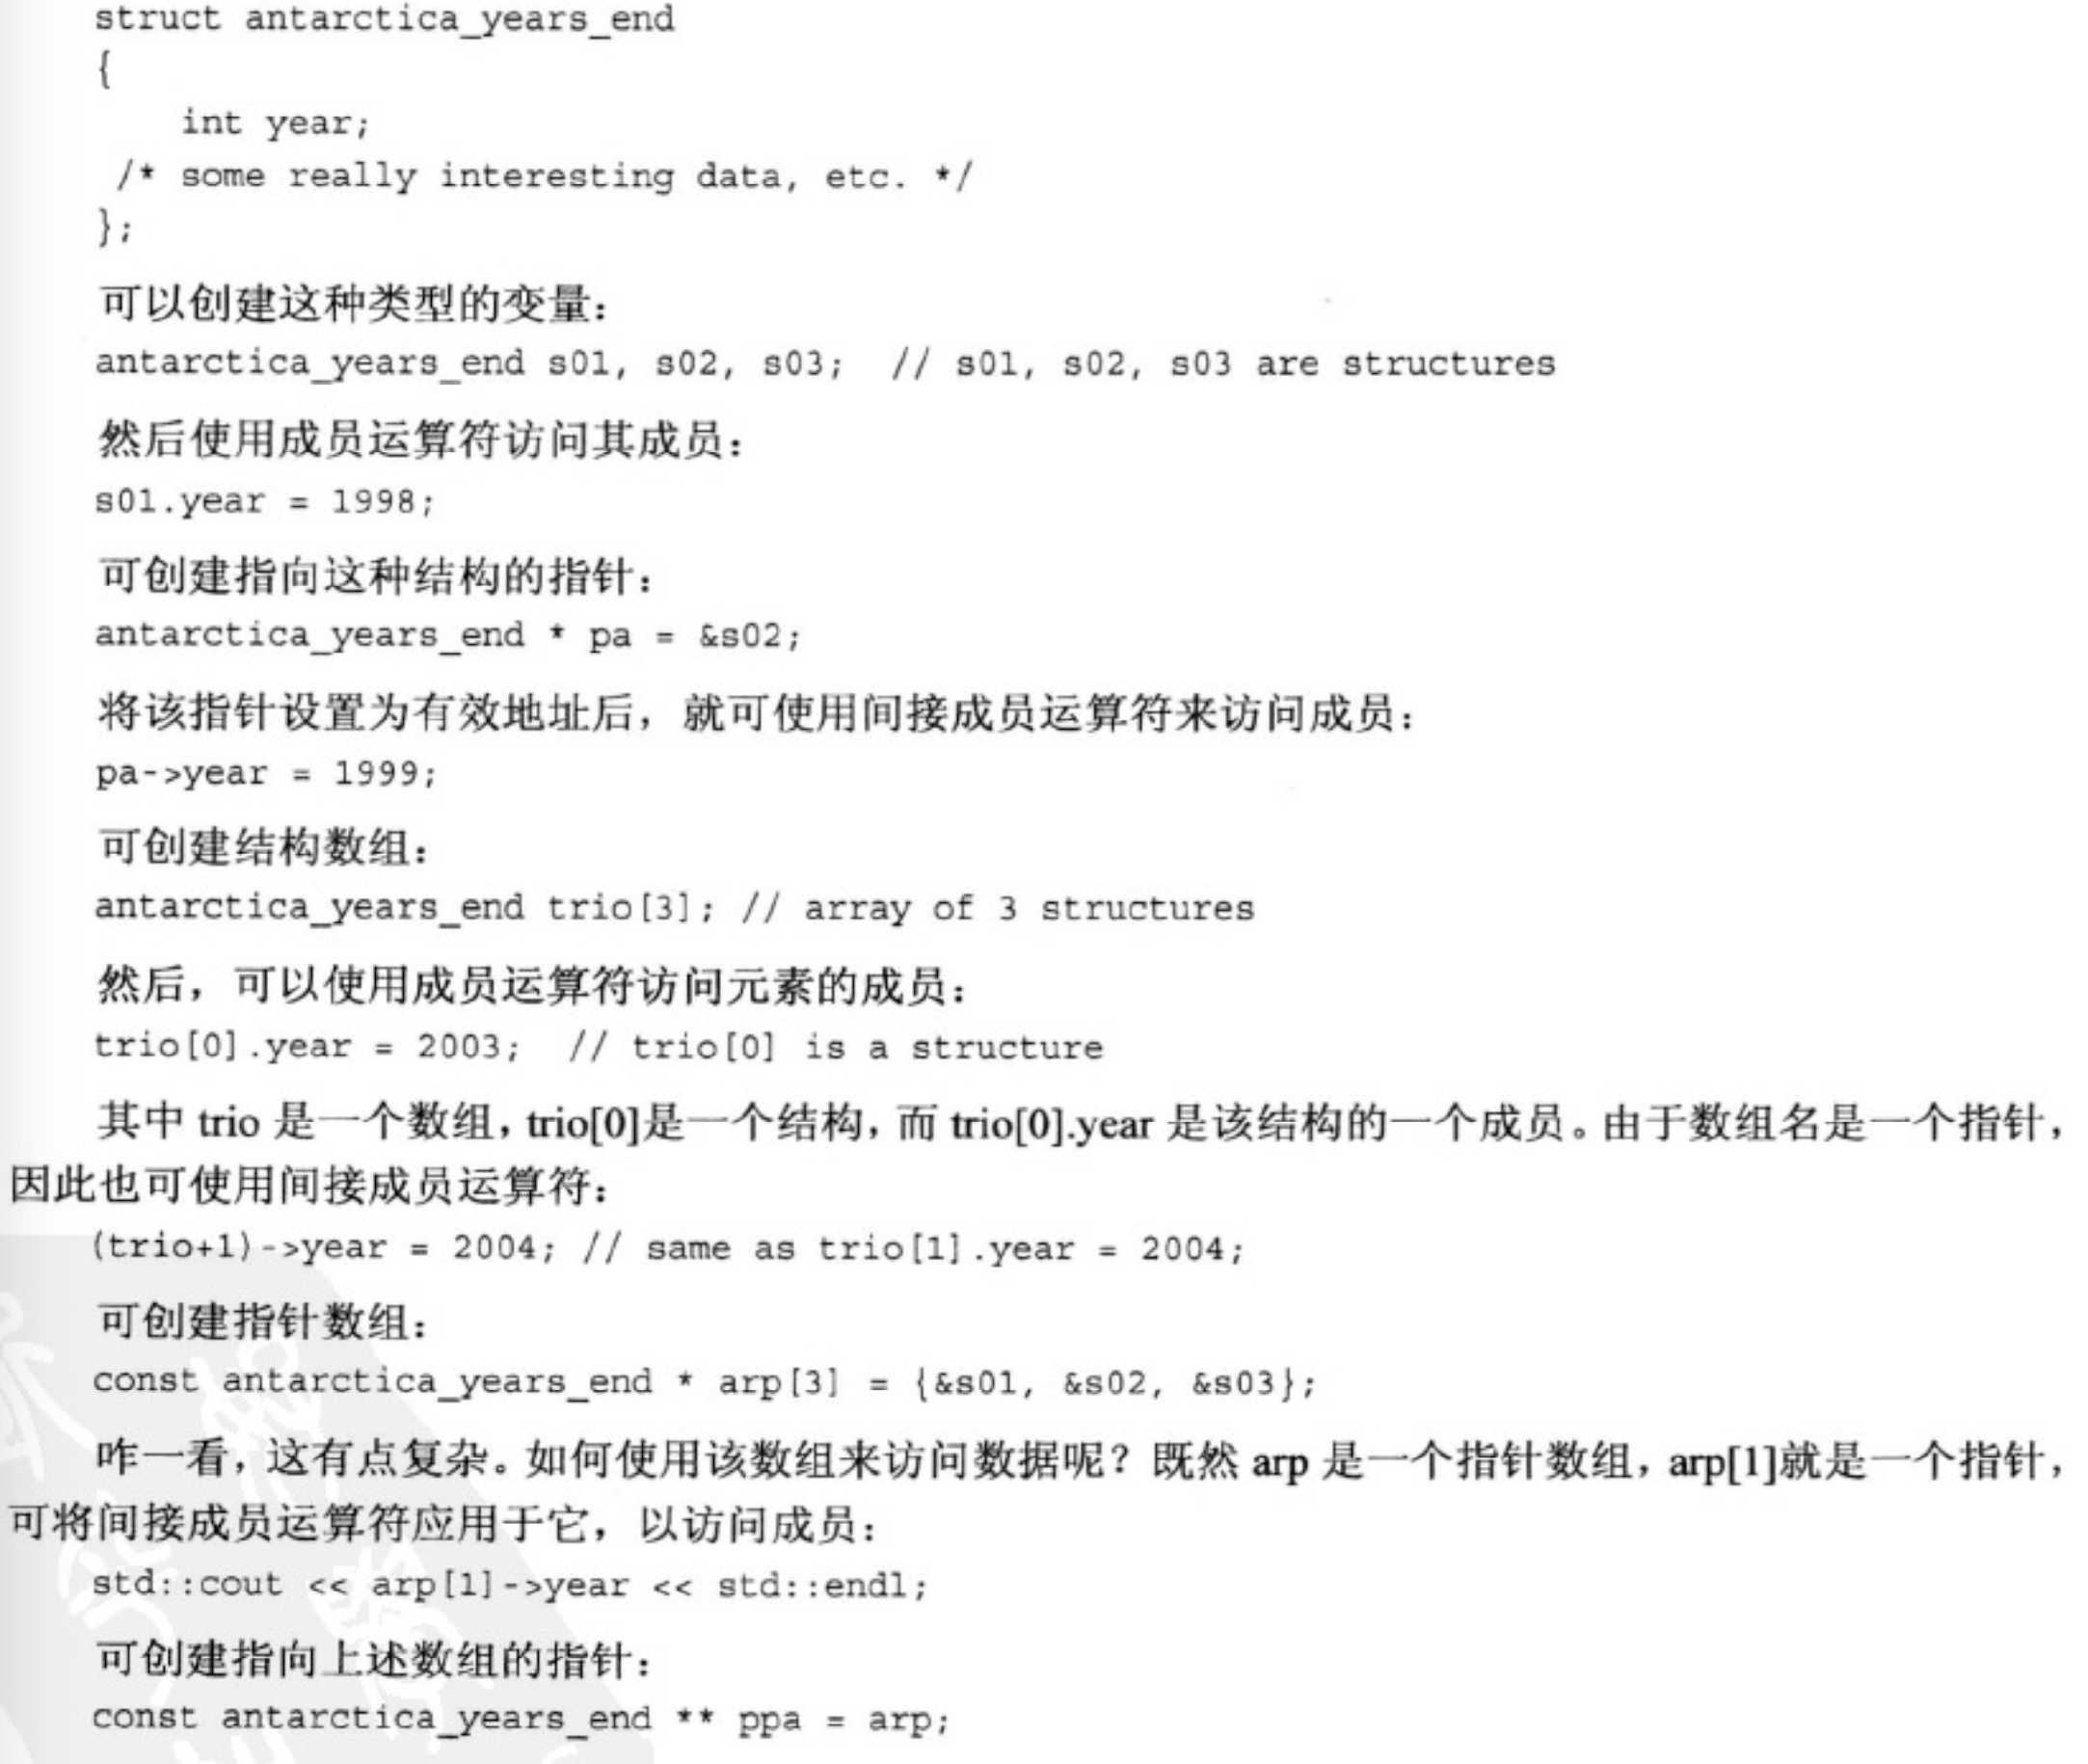 struct antarctica_years_end
{
int year;
/* some really interesting data, etc. */
};
可以创建这种类型的变量：
antarctica_years_end s01, s02, s03; // s01, s02, s03 are structures
然后使用成员运算符访问其成员：
s01.year = 1998;
可创建指向这种结构的指针：
antarctica_years_end * pa = &s02;
将该指针设置为有效地址后，就可使用间接成员运算符来访问成员：
pa->year = 1999;
可创建结构数组：
antarctica_years_end trio[3]; // array of 3 structures
然后，可以使用成员运算符访问元素的成员：
trio[0].year = 2003; // trio[0] is a structure
其中 trio 是一个数组，trio[0]是一个结构，而 trio[0].year 是该结构的一个成员。由于数组名是一个指针，
因此也可使用间接成员运算符：
(trio+1)->year = 2004; // same as trio[1].year = 2004;
可创建指针数组：
const antarctica_years_end * arp[3] = {&s01, &s02, &s03};
咋一看，这有点复杂。如何使用该数组来访问数据呢？既然 arp 是一个指针数组，arp[1]就是一个指针，
可将间接成员运算符应用于它，以访问成员：
std::cout << arp[1]->year << std::endl;
可创建指向上述数组的指针：
const antarctica_years_end ** ppa = arp;